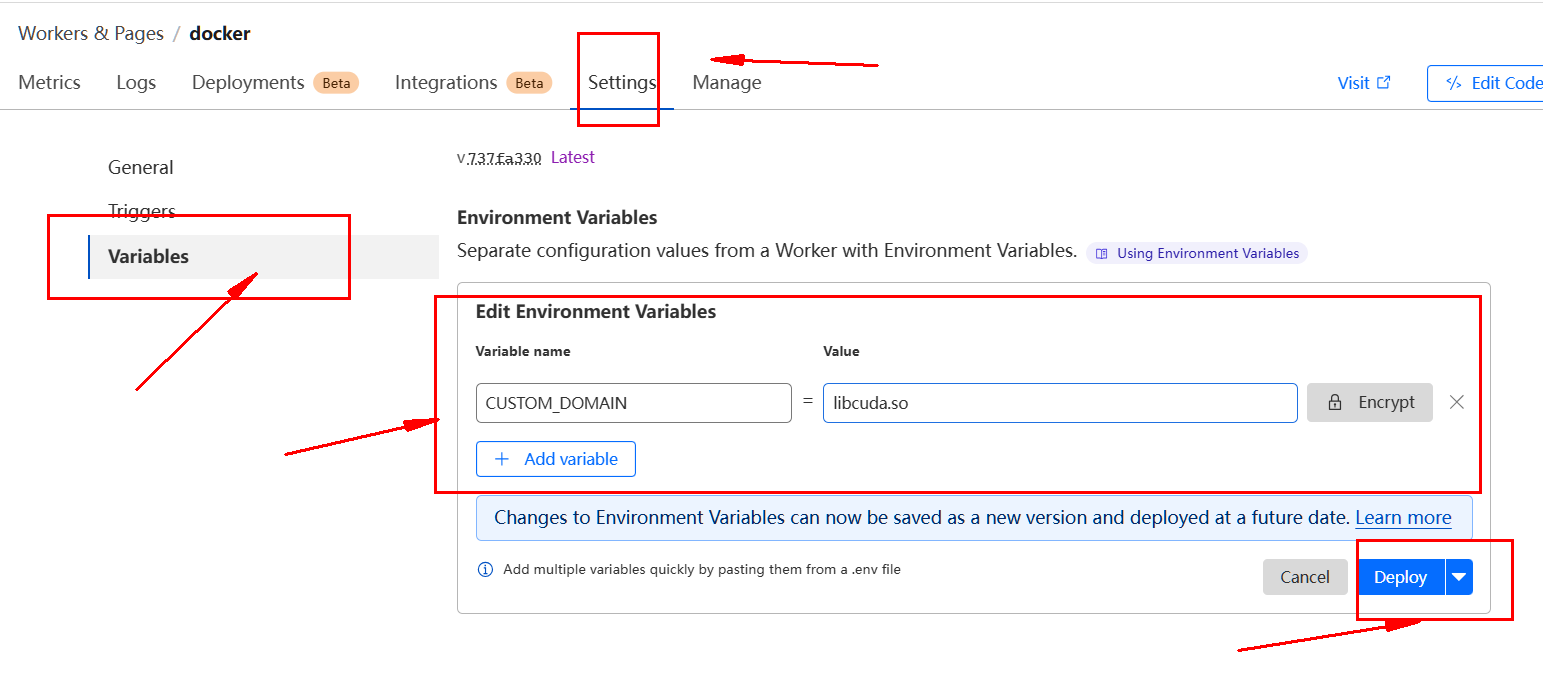 Workers & Pages / docker
Metrics Logs Deployments Beta Integrations Beta Settings Manage Visit Edit Code
General
Triggers
Variables
v737fa330 Latest
Environment Variables
Separate configuration values from a Worker with Environment Variables. Using Environment Variables
Edit Environment Variables
Variable name Value
CUSTOM_DOMAIN = libcuda.so Encrypt
Add variable
Changes to Environment Variables can now be saved as a new version and deployed at a future date. Learn more
Add multiple variables quickly by pasting them from a .env file
Cancel Deploy